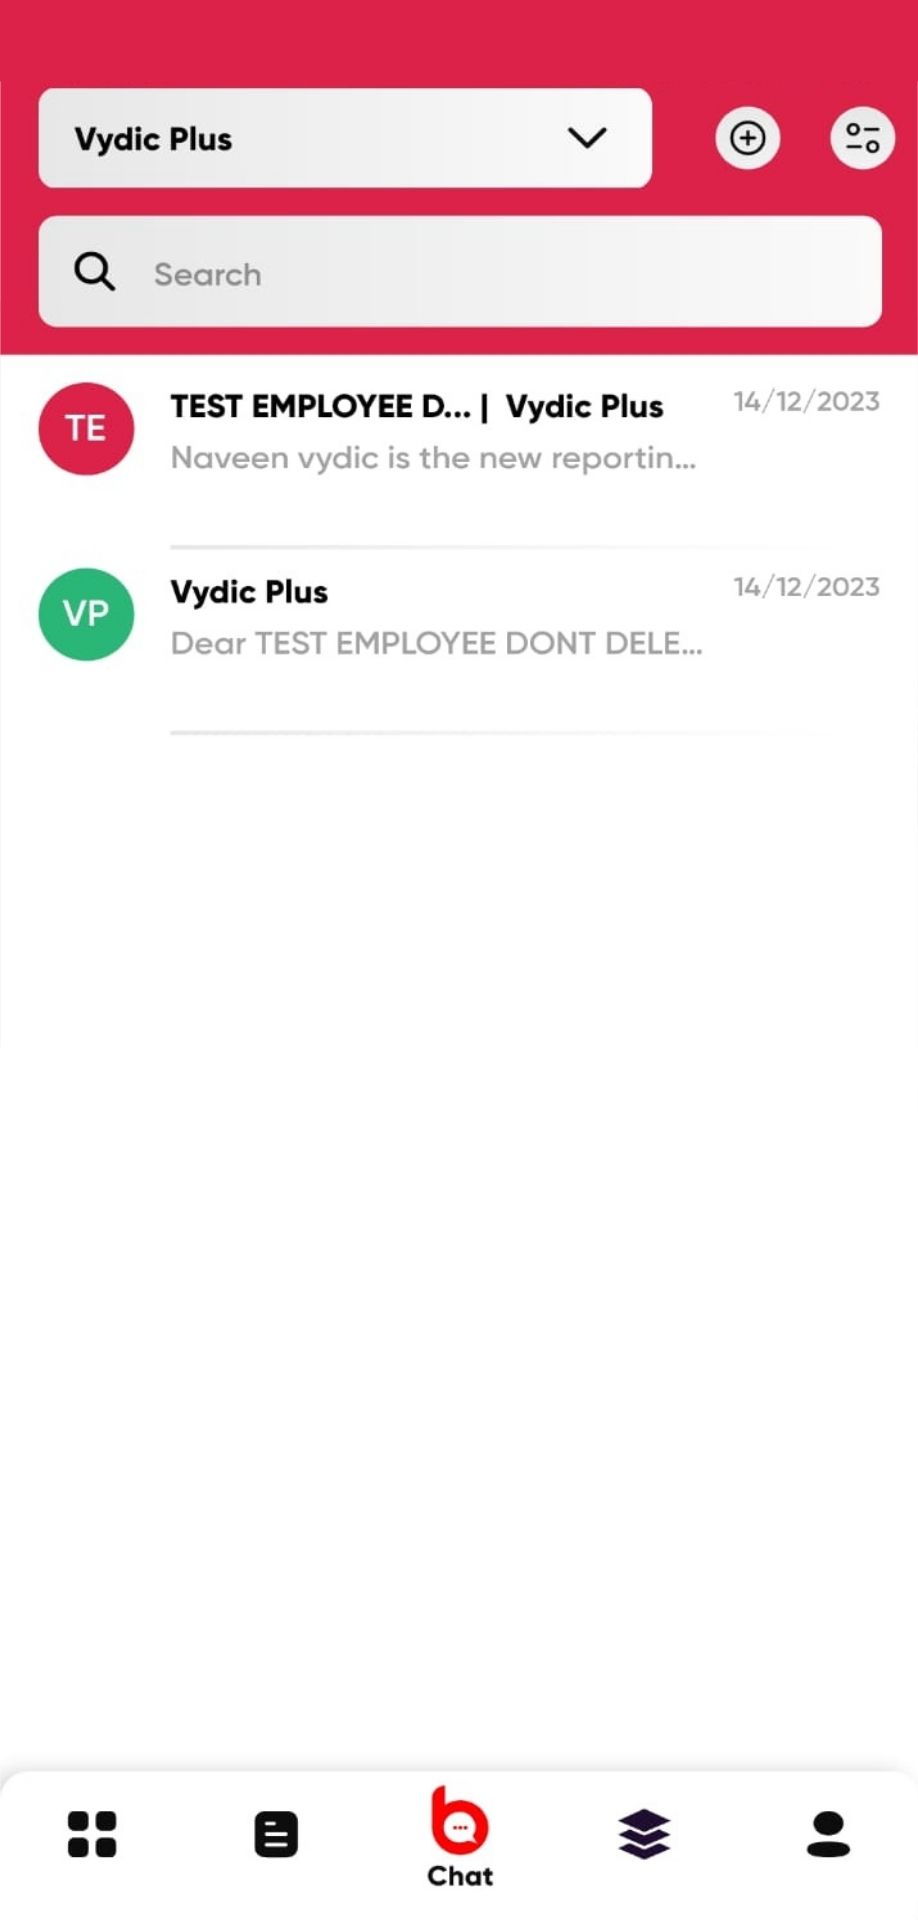 Vydic Plus
Search
TE
TEST EMPLOYEE D... | Vydic Plus
14/12/2023
Naveen vydic is the new reportin...
VP
Vydic Plus
14/12/2023
Dear TEST EMPLOYEE DONT DELE...
b
Chat